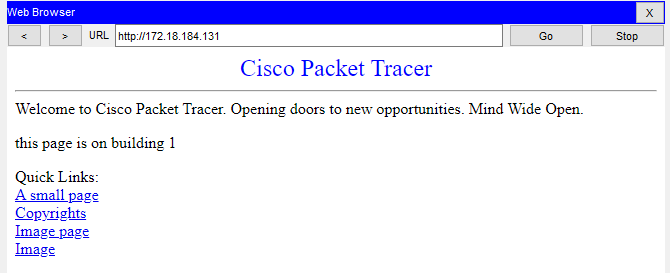 Web Browser X
< > URL http://172.18.184.131 Go Stop
Cisco Packet Tracer
Welcome to Cisco Packet Tracer. Opening doors to new opportunities. Mind Wide Open.
this page is on building 1
Quick Links:
A small page
Copyrights
Image page
Image